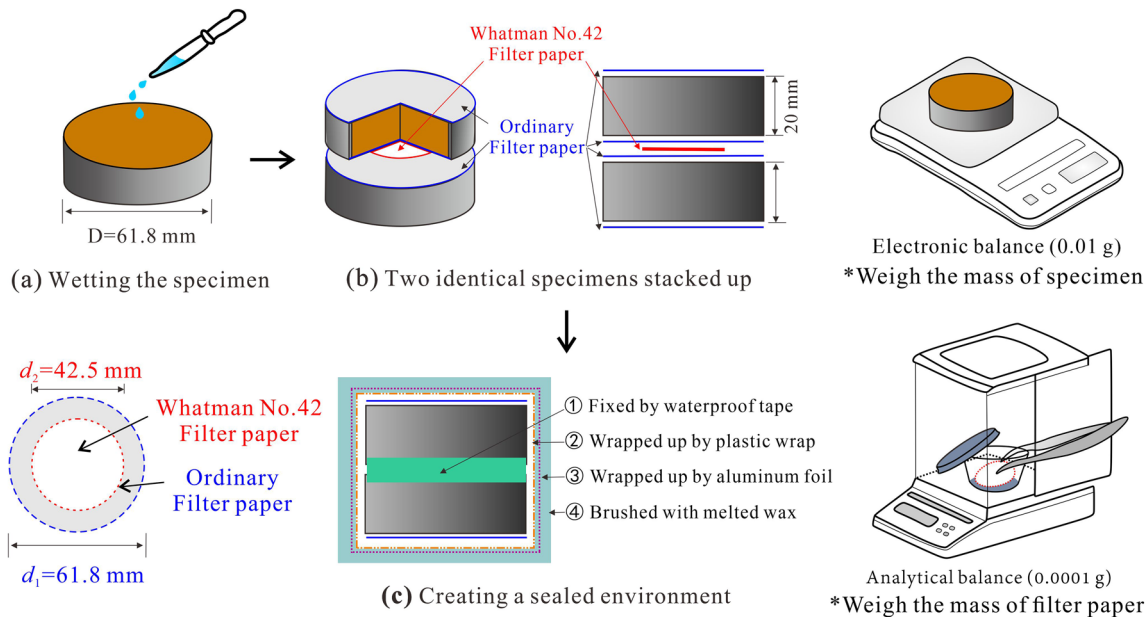 D=61.8 mm
(a) Wetting the specimen
Whatman No.42
Filter paper
Ordinary
Filter paper
20 mm
(b) Two identical specimens stacked up
Electronic balance (0.01 g)
*Weigh the mass of specimen
d₂=42.5 mm
Whatman No.42
Filter paper
Ordinary
Filter paper
d₁=61.8 mm
① Fixed by waterproof tape
② Wrapped up by plastic wrap
③ Wrapped up by aluminum foil
④ Brushed with melted wax
(c) Creating a sealed environment
Analytical balance (0.0001 g)
*Weigh the mass of filter paper